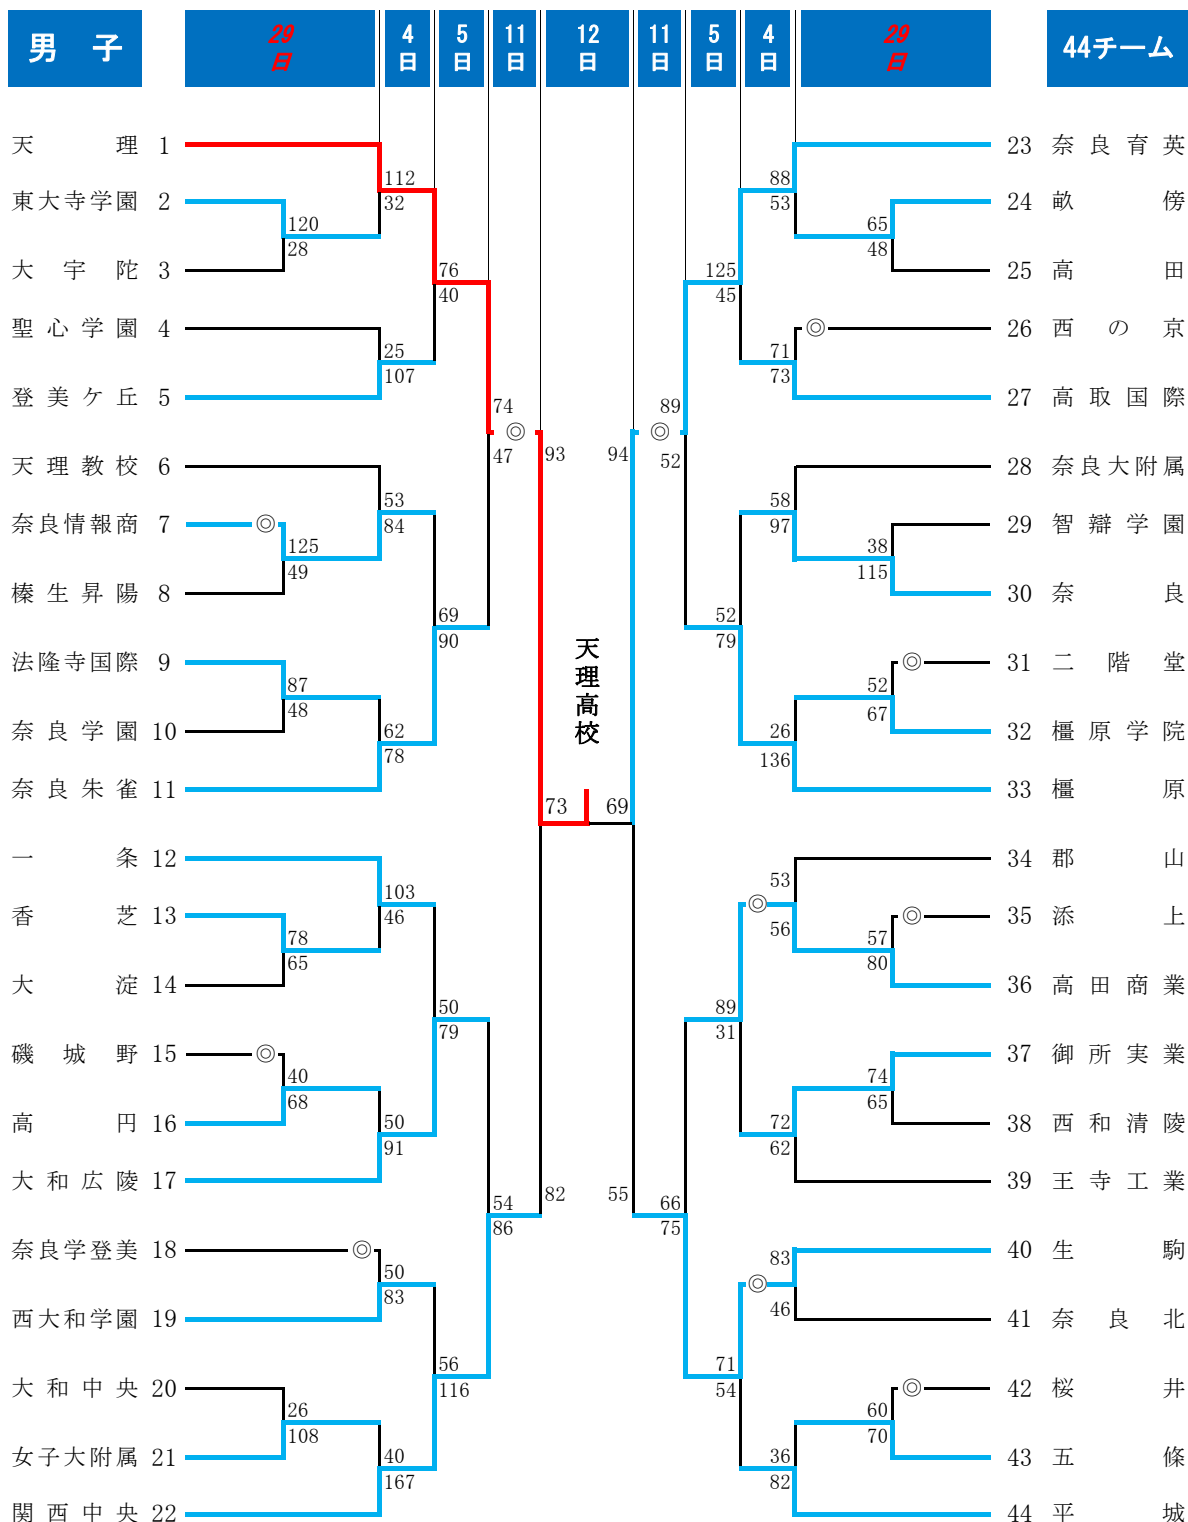 男 子 29日 4日 5日 11日 12日 11日 5日 4日 29日 44チーム
天理 1
23 奈良育英
112
88
東大寺学園 2
32
53
24 畝傍
120
65
28
48
大宇陀 3
76
125
25 高田
40
45
聖心学園 4
◎
26 西の京
25
71
107
73
登美ケ丘 5
27 高取国際
74
89
◎
◎
47
93
94
52
天理教校 6
28 奈良大附属
53
58
奈良情報商 7
◎
84
97
29 智辯学園
125
38
49
115
榛生昇陽 8
30 奈良
69
52
90
79
天理高校
法隆寺国際 9
◎
31 二階堂
87
52
48
67
奈良学園 10
62
26
32 橿原学院
78
136
奈良朱雀 11
33 橿原
73
69
一条 12
34 郡山
103
53
◎
香芝 13
46
56
◎
35 添上
78
57
65
80
大淀 14
36 高田商業
50
89
79
31
磯城野 15
◎
37 御所実業
40
74
68
65
高円 16
50
72
38 西和清陵
91
62
大和広陵 17
39 王寺工業
54
82
55
66
86
75
奈良学登美 18
◎
83
40 生駒
50
◎
83
46
西大和学園 19
41 奈良北
56
71
大和中央 20
116
54
◎
42 桜井
26
60
108
70
女子大附属 21
40
36
43 五條
167
82
関西中央 22
44 平城